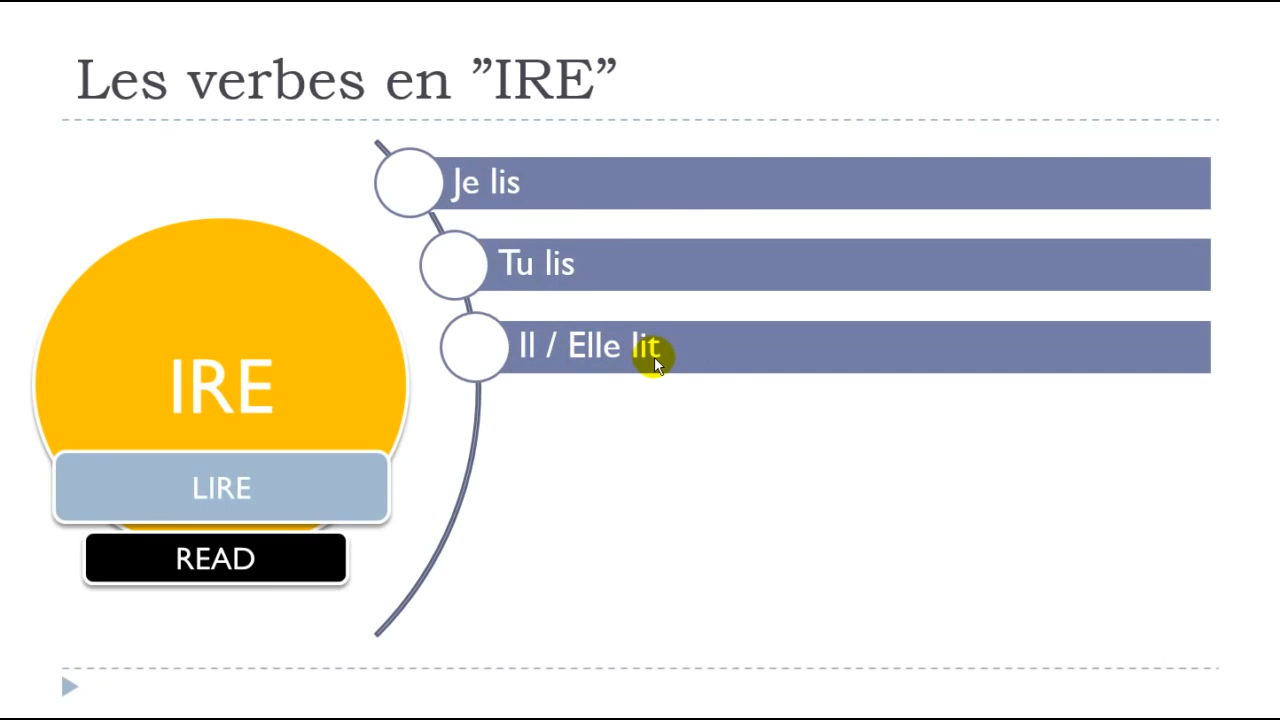 Les verbes en ”IRE”
Je lis
Tu lis
Il / Elle lit
IRE
LIRE
READ